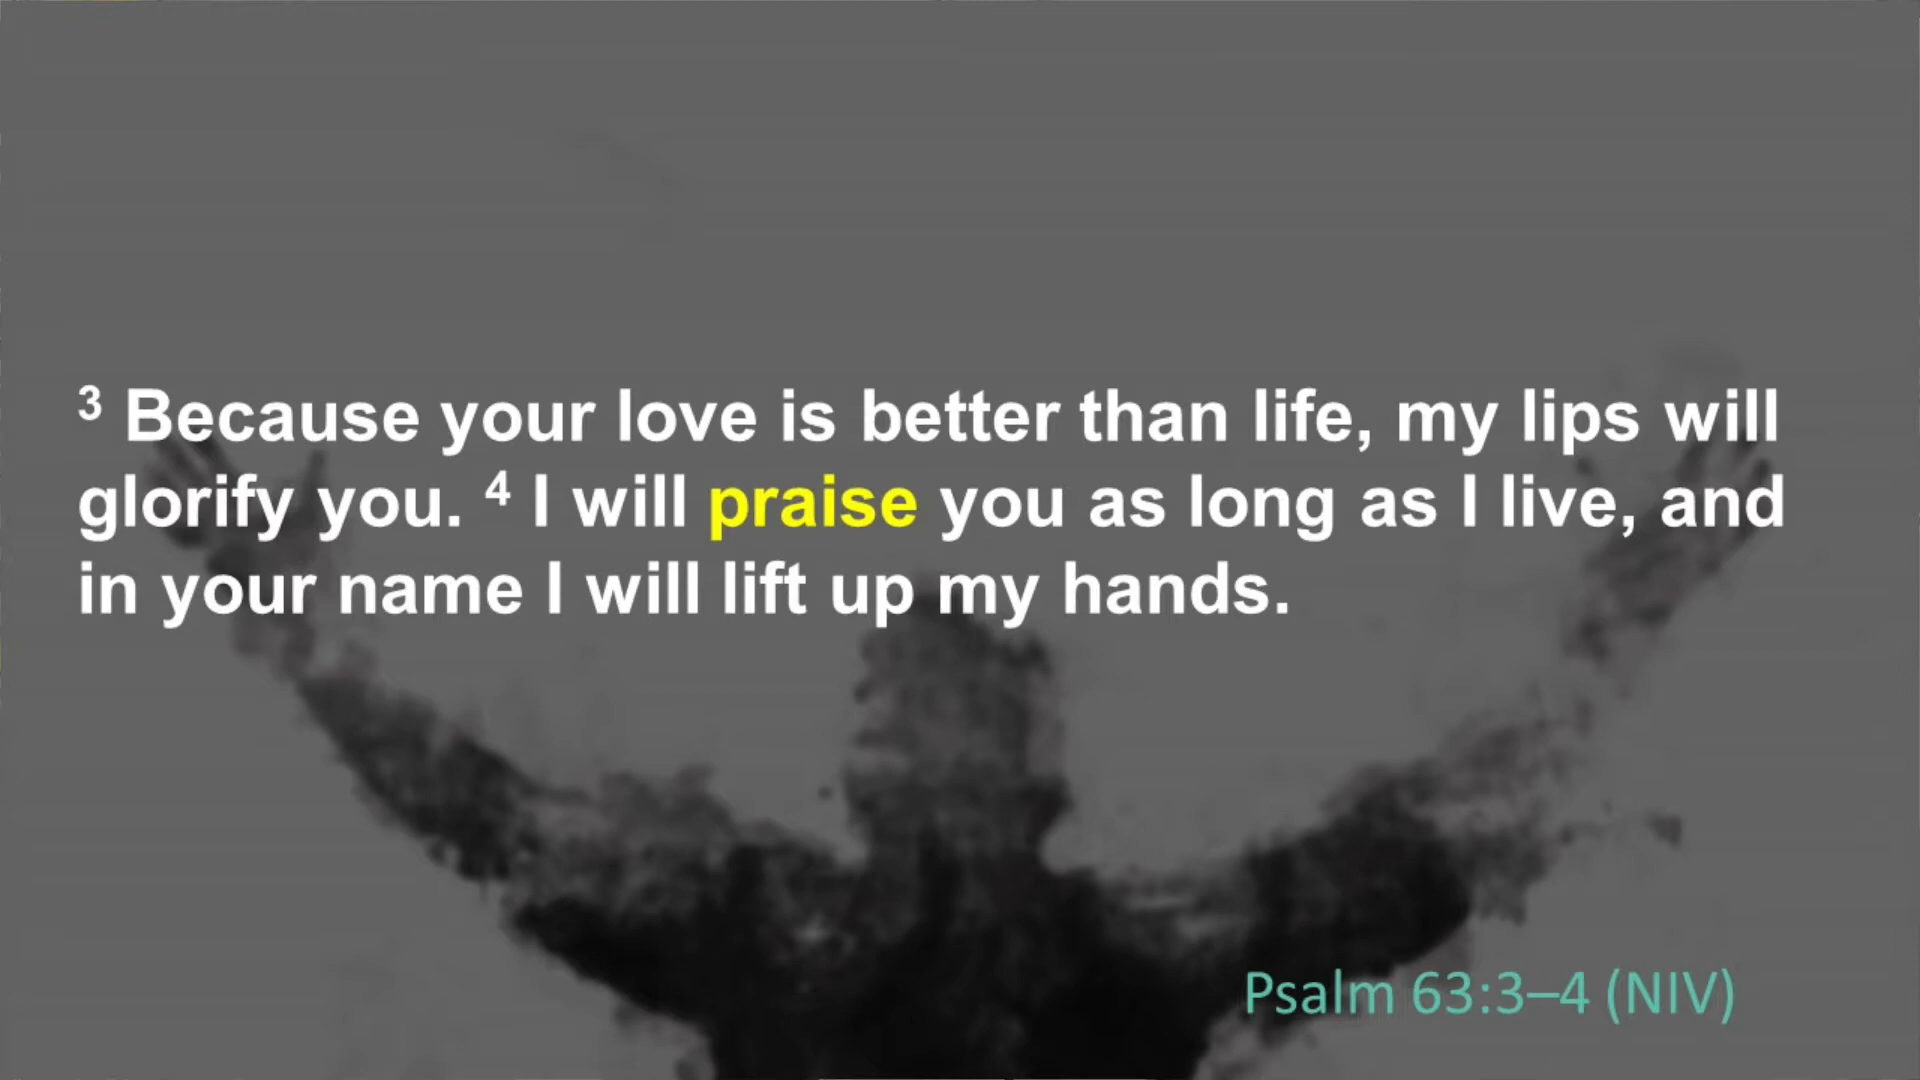 ³ Because your love is better than life, my lips will
glorify you. ⁴ I will praise you as long as I live, and
in your name I will lift up my hands.
Psalm 63:3–4 (NIV)